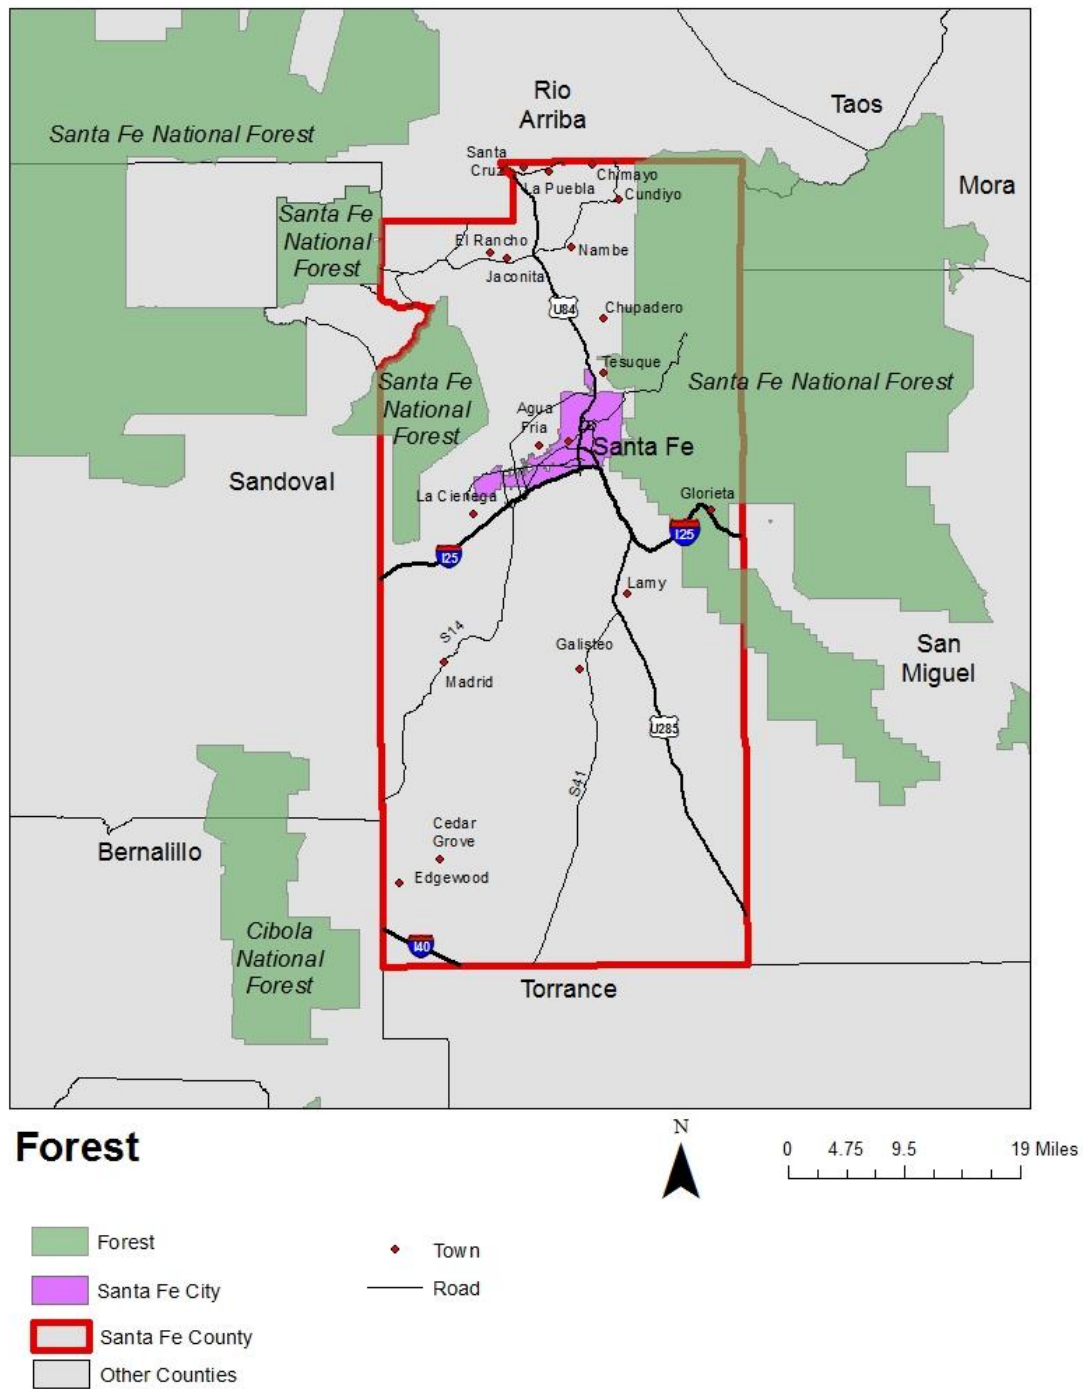 Rio
Arriba
Taos
Santa Fe National Forest
Santa
Cruz
Chimayo
La Puebla
Cundiyo
Mora
Santa Fe
National
Forest
El Rancho
Nambe
Jaconita
U84
Chupadero
Tesuque
Santa Fe
National
Forest
Santa Fe National Forest
Agua
Fria
Santa Fe
Sandoval
La Cienega
Glorieta
I25
I25
Lamy
S14
Galisteo
San
Miguel
Madrid
U285
S41
Cedar
Grove
Bernalillo
Edgewood
Cibola
National
Forest
I40
Torrance
Forest
N
0 4.75 9.5 19 Miles
Forest
Town
Santa Fe City
Road
Santa Fe County
Other Counties